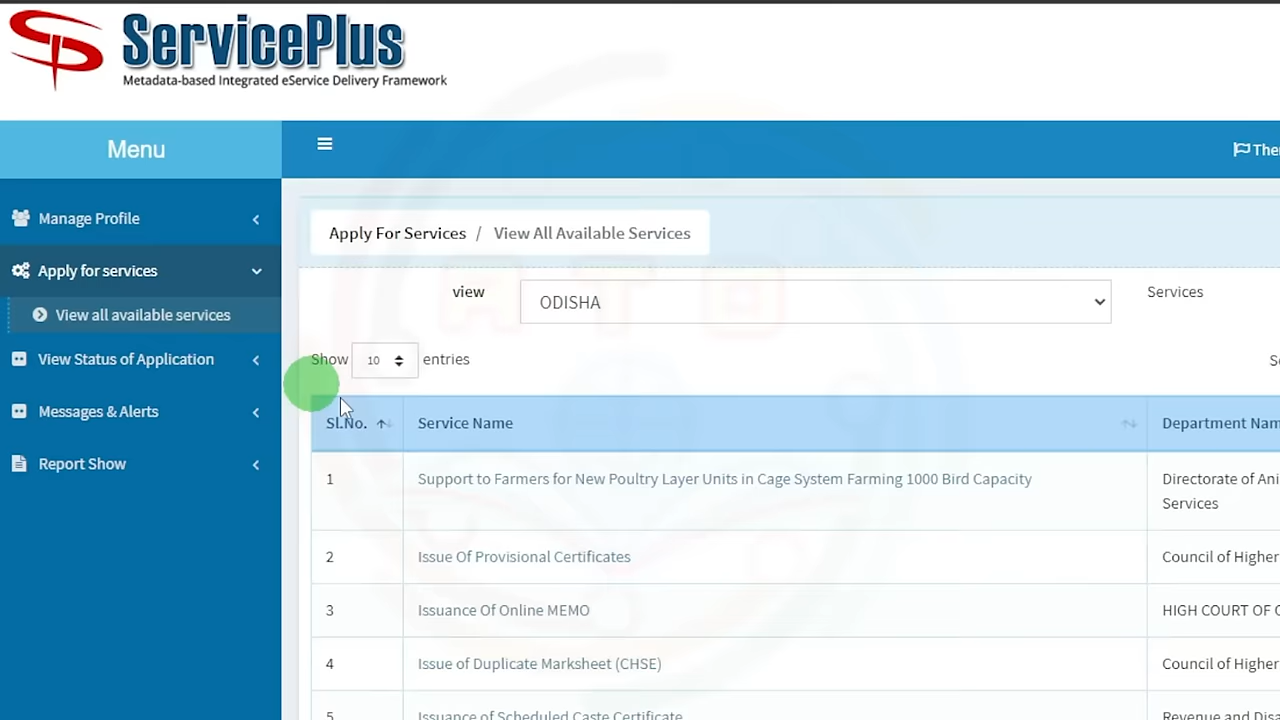 ServicePlus
Metadata-based Integrated eService Delivery Framework
Menu
Manage Profile
Apply for services
View all available services
View Status of Application
Messages & Alerts
Report Show
Apply For Services / View All Available Services
view ODISHA Services
Show 10 entries
Sl.No. Service Name Department
1 Support to Farmers for New Poultry Layer Units in Cage System Farming 1000 Bird Capacity Directorate of
Services
2 Issue Of Provisional Certificates Council of Higher
3 Issuance Of Online MEMO HIGH COURT OF
4 Issue of Duplicate Marksheet (CHSE) Council of Higher
5 Issuance of Scheduled Caste Certificate Revenue and